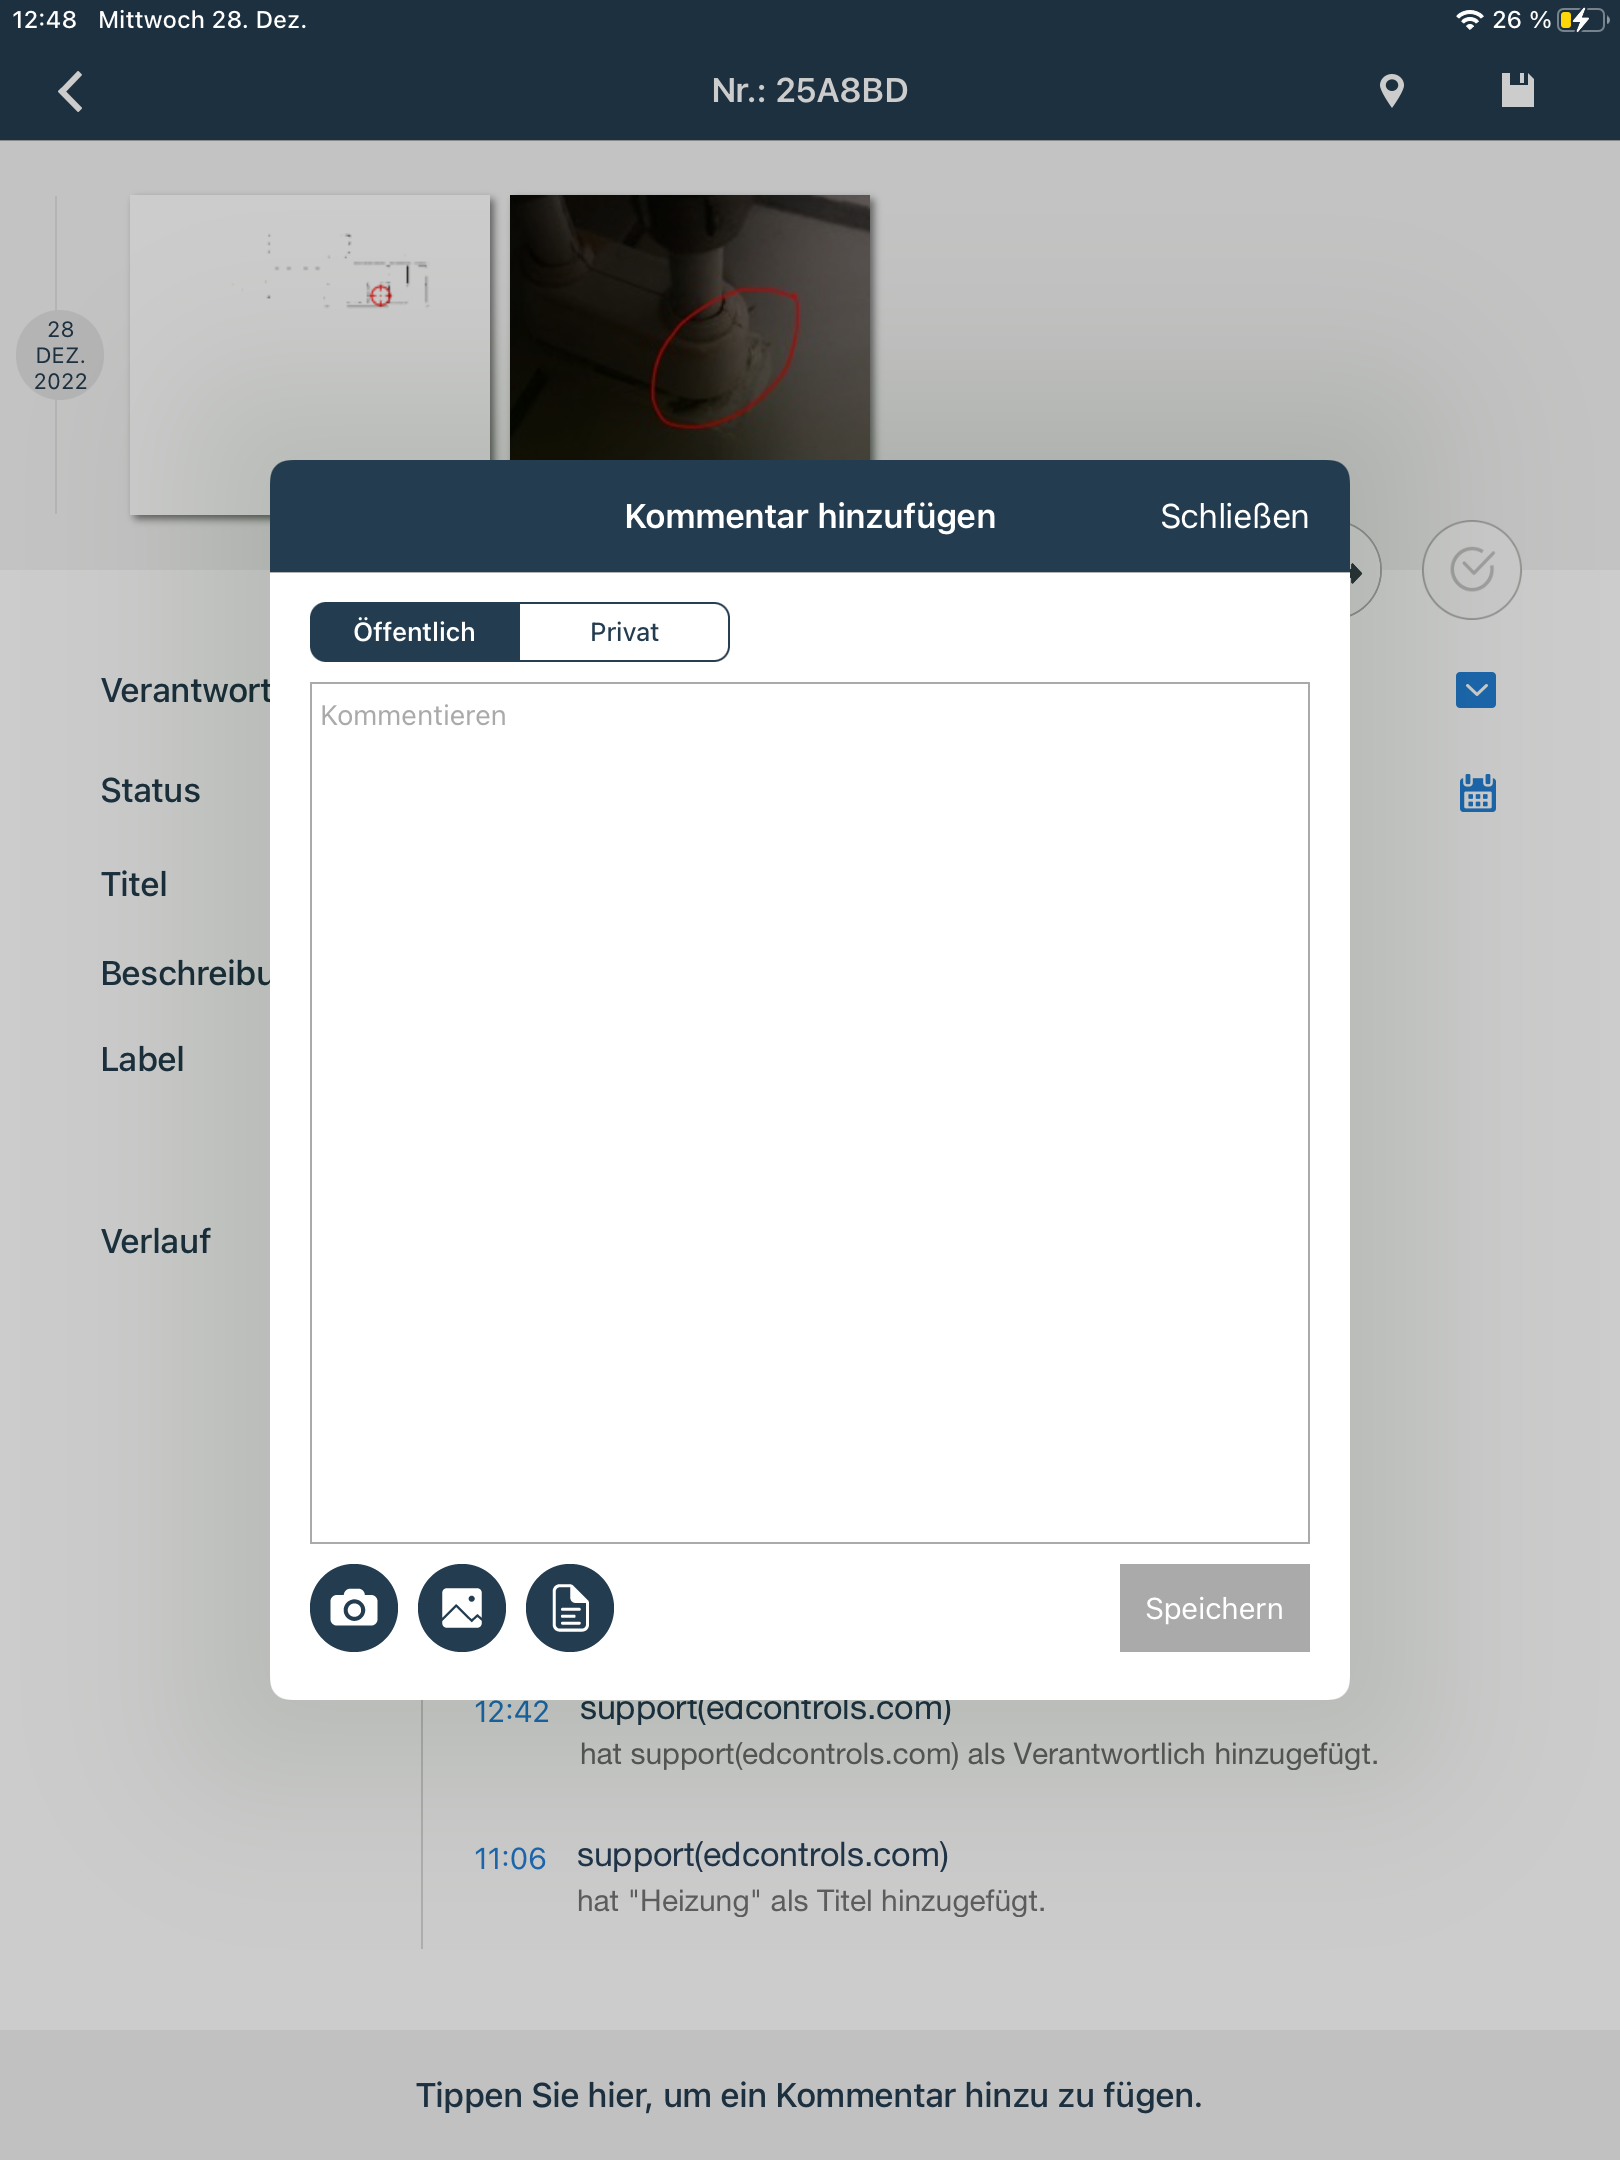 12:48 Mittwoch 28. Dez. 26 %
Nr.: 25A8BD
28
DEZ.
2022
Kommentar hinzufügen Schließen
Öffentlich Privat
Kommentieren
Verantwort
Status
Titel
Beschreibu
Label
Verlauf
Speichern
12:42 support(edcontrols.com)
hat support(edcontrols.com) als Verantwortlich hinzugefügt.
11:06 support(edcontrols.com)
hat "Heizung" als Titel hinzugefügt.
Tippen Sie hier, um ein Kommentar hinzu zu fügen.